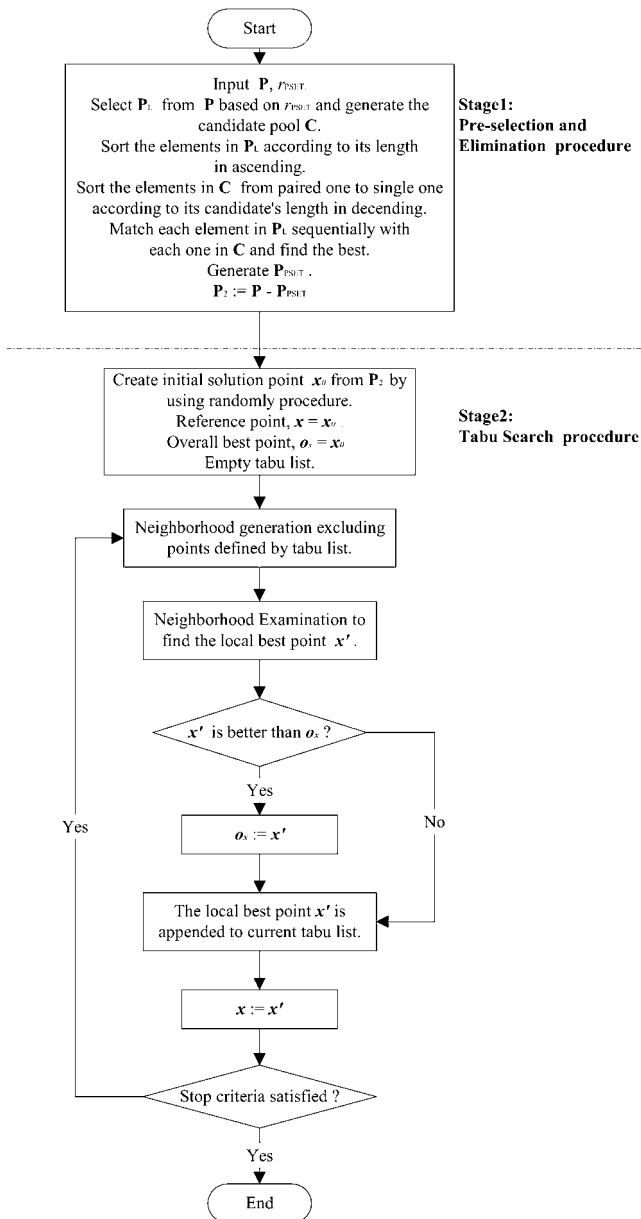 Start
Input P, rPSET.
Select PL from P based on rPSET and generate the
candidate pool C.
Sort the elements in PL according to its length
in ascending.
Sort the elements in C from paired one to single one
according to its candidate's length in decending.
Match each element in PL sequentially with
each one in C and find the best.
Generate PPSET .
P2 := P - PPSET
Stage1:
Pre-selection and
Elimination procedure
Create initial solution point x0 from P2 by
using randomly procedure.
Reference point, x = x0 .
Overall best point, ox = x0
Empty tabu list.
Stage2:
Tabu Search procedure
Neighborhood generation excluding
points defined by tabu list.
Neighborhood Examination to
find the local best point x' .
x' is better than ox ?
Yes
No
Yes
ox := x'
The local best point x' is
appended to current tabu list.
x := x'
Stop criteria satisfied ?
Yes
End